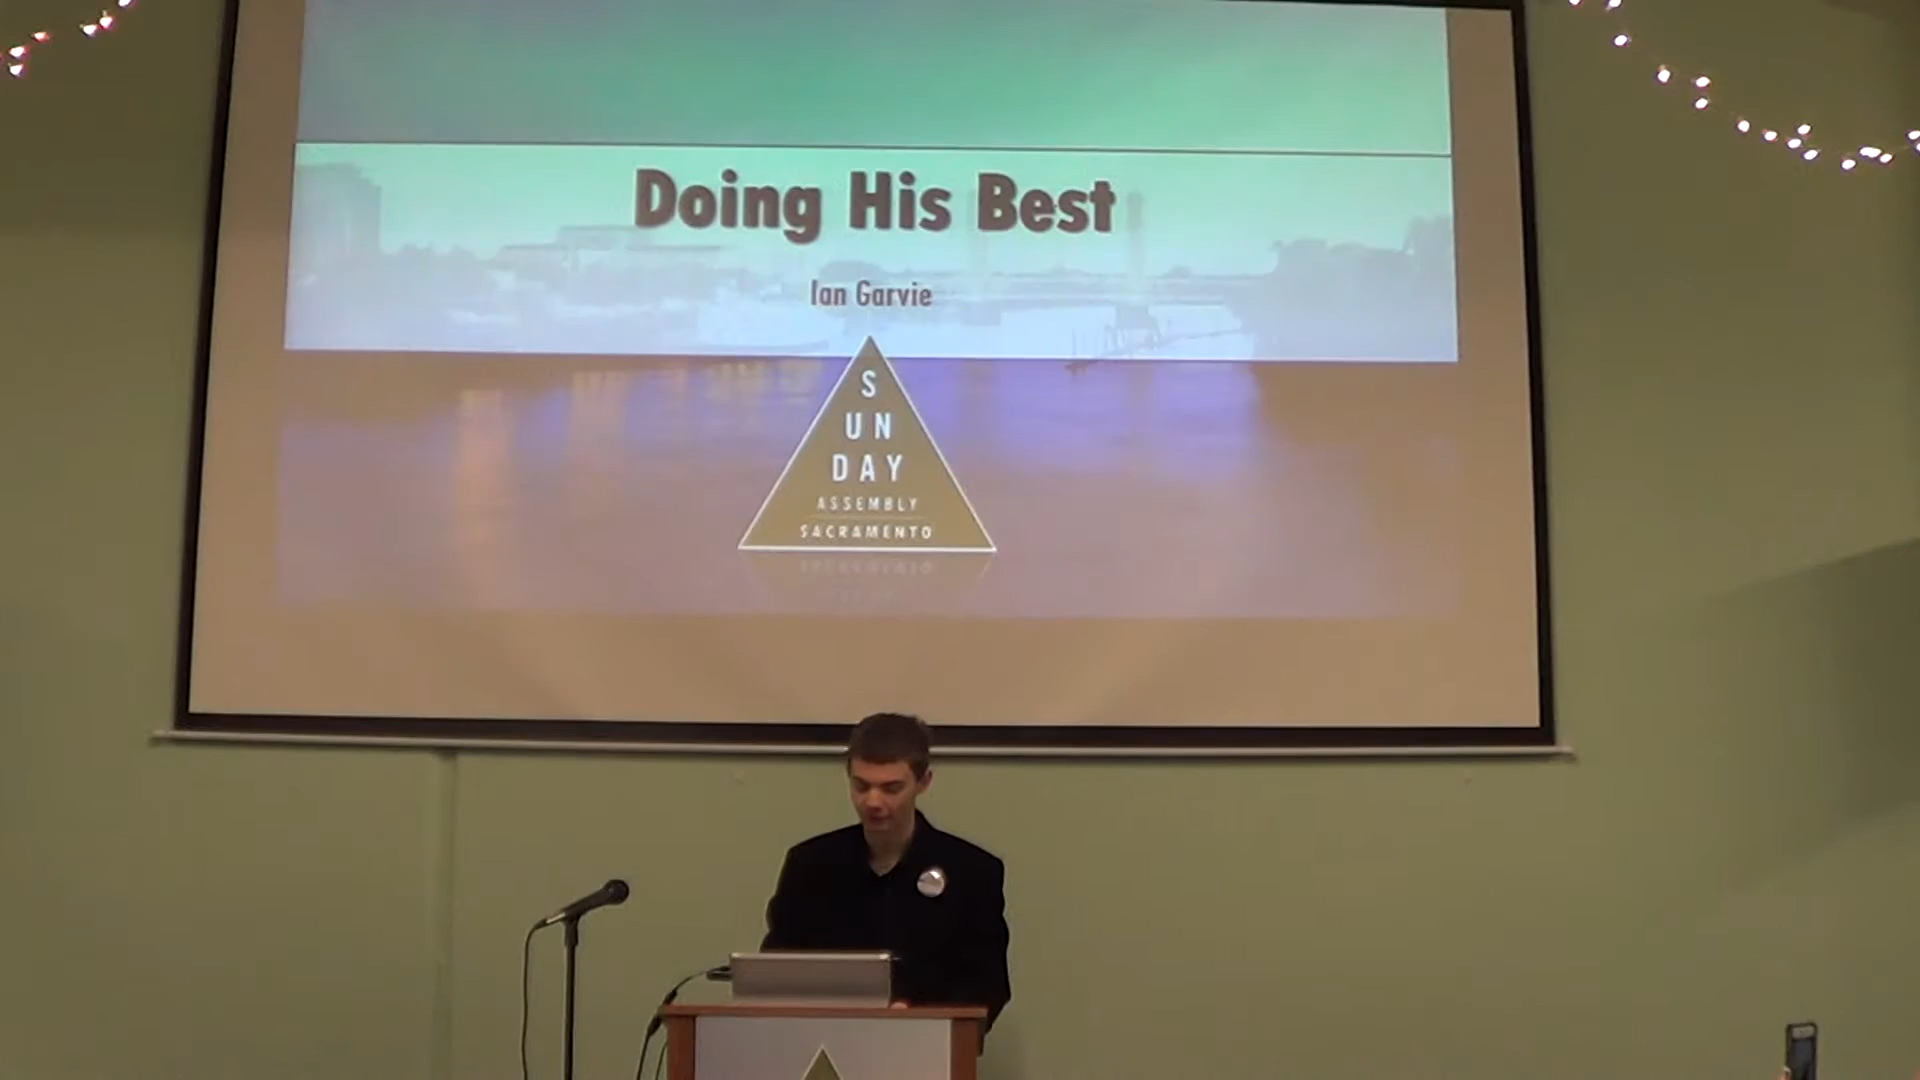 Doing His Best
Ian Garvie
S
UN
DAY
ASSEMBLY
SACRAMENTO